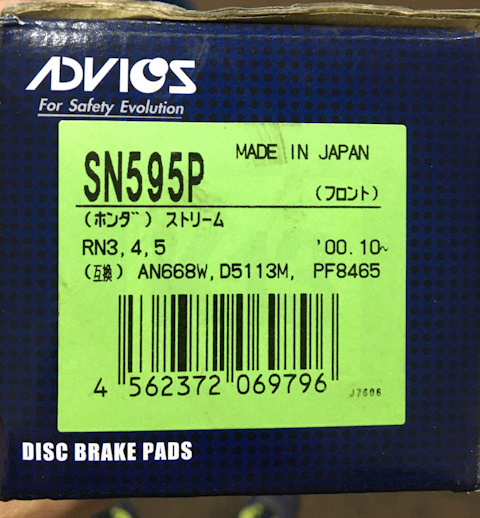 ADVICS
For Safety Evolution
MADE IN JAPAN
SN595P
(フロント)
(ホンダ) ストリーム
RN3,4,5 '00.10~
(互換) AN668W,D5113M, PF8465
4 562372 069796
J7606
DISC BRAKE PADS